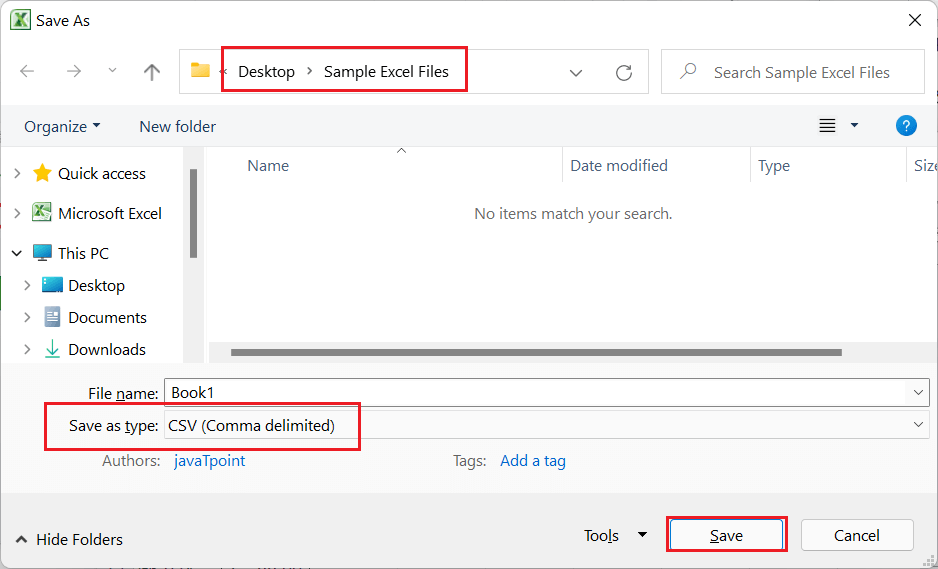 Save As
« Desktop > Sample Excel Files
Search Sample Excel Files
Organize New folder
?
Name Date modified Type Size
Quick access
No items match your search.
Microsoft Excel
This PC
Desktop
Documents
Downloads
File name: Book1
Save as type: CSV (Comma delimited)
Authors: javaTpoint Tags: Add a tag
Hide Folders Tools Save Cancel